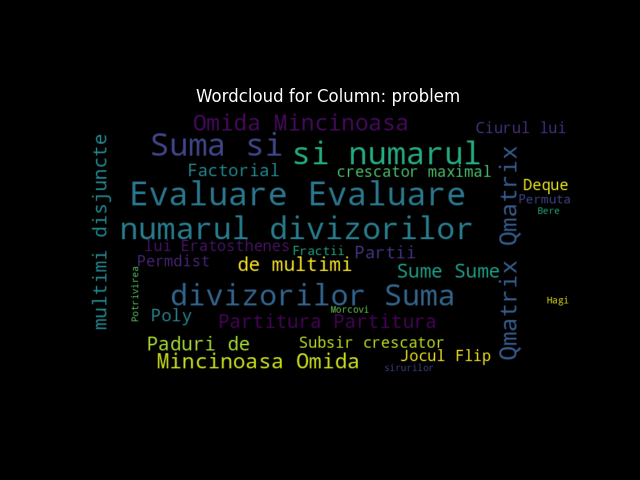 Wordcloud for Column: problem
Omida Mincinoasa
Ciurul lui
Suma si
si numarul
Factorial
crescator maximal
multimi disjuncte
Qmatrix Qmatrix
Deque
Evaluare Evaluare
Permuta
Bere
numarul divizorilor
lui Eratosthenes
Fractii
Partii
Permdist
de multimi
Sume Sume
Potrivirea
divizorilor Suma
Hagi
Morcovi
Poly
Partitura Partitura
Paduri de
Subsir crescator
Mincinoasa Omida
Jocul Flip
sirurilor